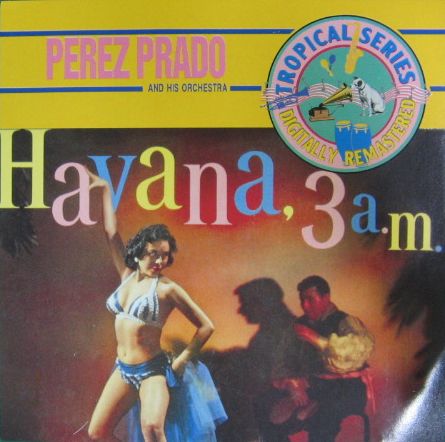 PEREZ PRADO
AND HIS ORCHESTRA
TROPICAL SERIES
DIGITALLY REMASTERED
Havana, 3 a.m.